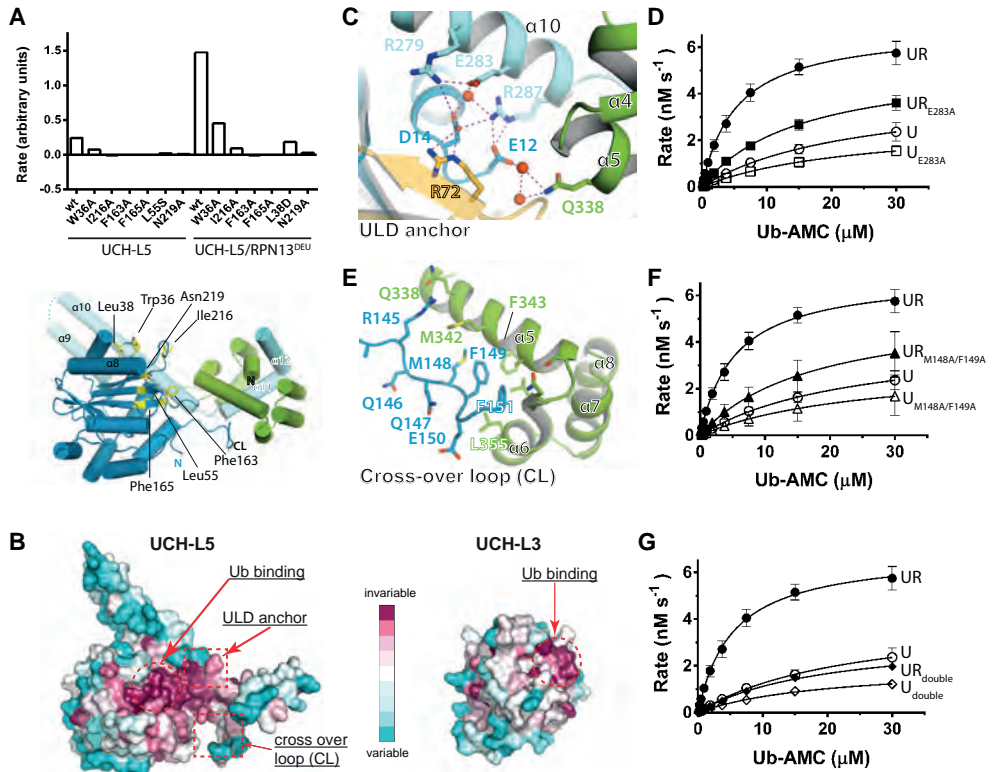 A
Rate (arbitrary units)
1.5
1.0
0.5
0.0
-0.5
wt
W36A
I216A
F163A
F165A
L55S
N219A
wt
W36A
I216A
F163A
F165A
L38D
N219A
UCH-L5
UCH-L5/RPN13DEU
α10
Leu38
Trp36
Asn219
Ile216
α9
α8
α12
N
α11
CL
N
Phe163
Leu55
Phe165
B
UCH-L5
UCH-L3
Ub binding
ULD anchor
cross over
loop (CL)
invariable
variable
Ub binding
C
α10
R279
E283
R287
α4
D14
E12
α5
R72
Q338
ULD anchor
D
Rate (nM s-1)
6
4
2
0
0
10
20
30
40
Ub-AMC (μM)
UR
URE283A
U
UE283A
E
Q338
R145
F343
M342
α5
M148
F149
α8
Q146
F151
α7
Q147
E150
L355
α6
Cross-over loop (CL)
F
Rate (nM s-1)
6
4
2
0
0
10
20
30
40
Ub-AMC (μM)
UR
URM148A/F149A
U
UM148A/F149A
G
Rate (nM s-1)
6
4
2
0
0
10
20
30
40
Ub-AMC (μM)
UR
U
URdouble
Udouble